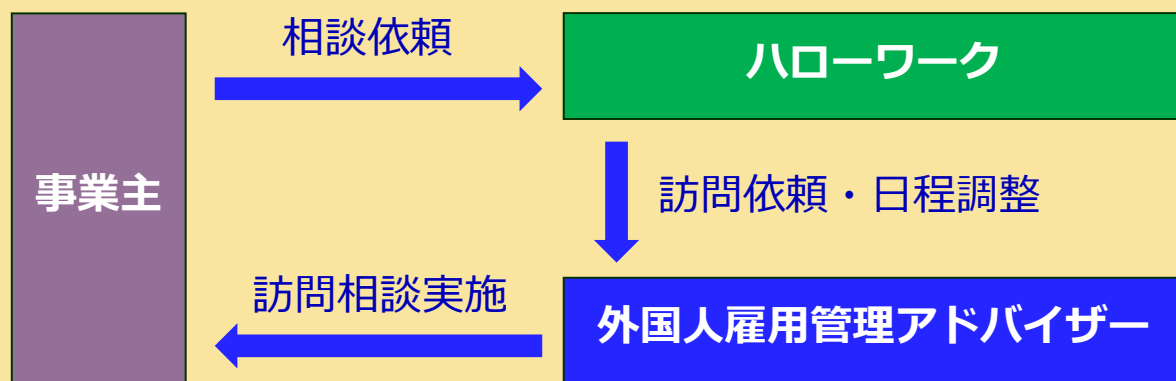 相談依頼
ハローワーク
事業主
訪問依頼・日程調整
訪問相談実施
外国人雇用管理アドバイザー